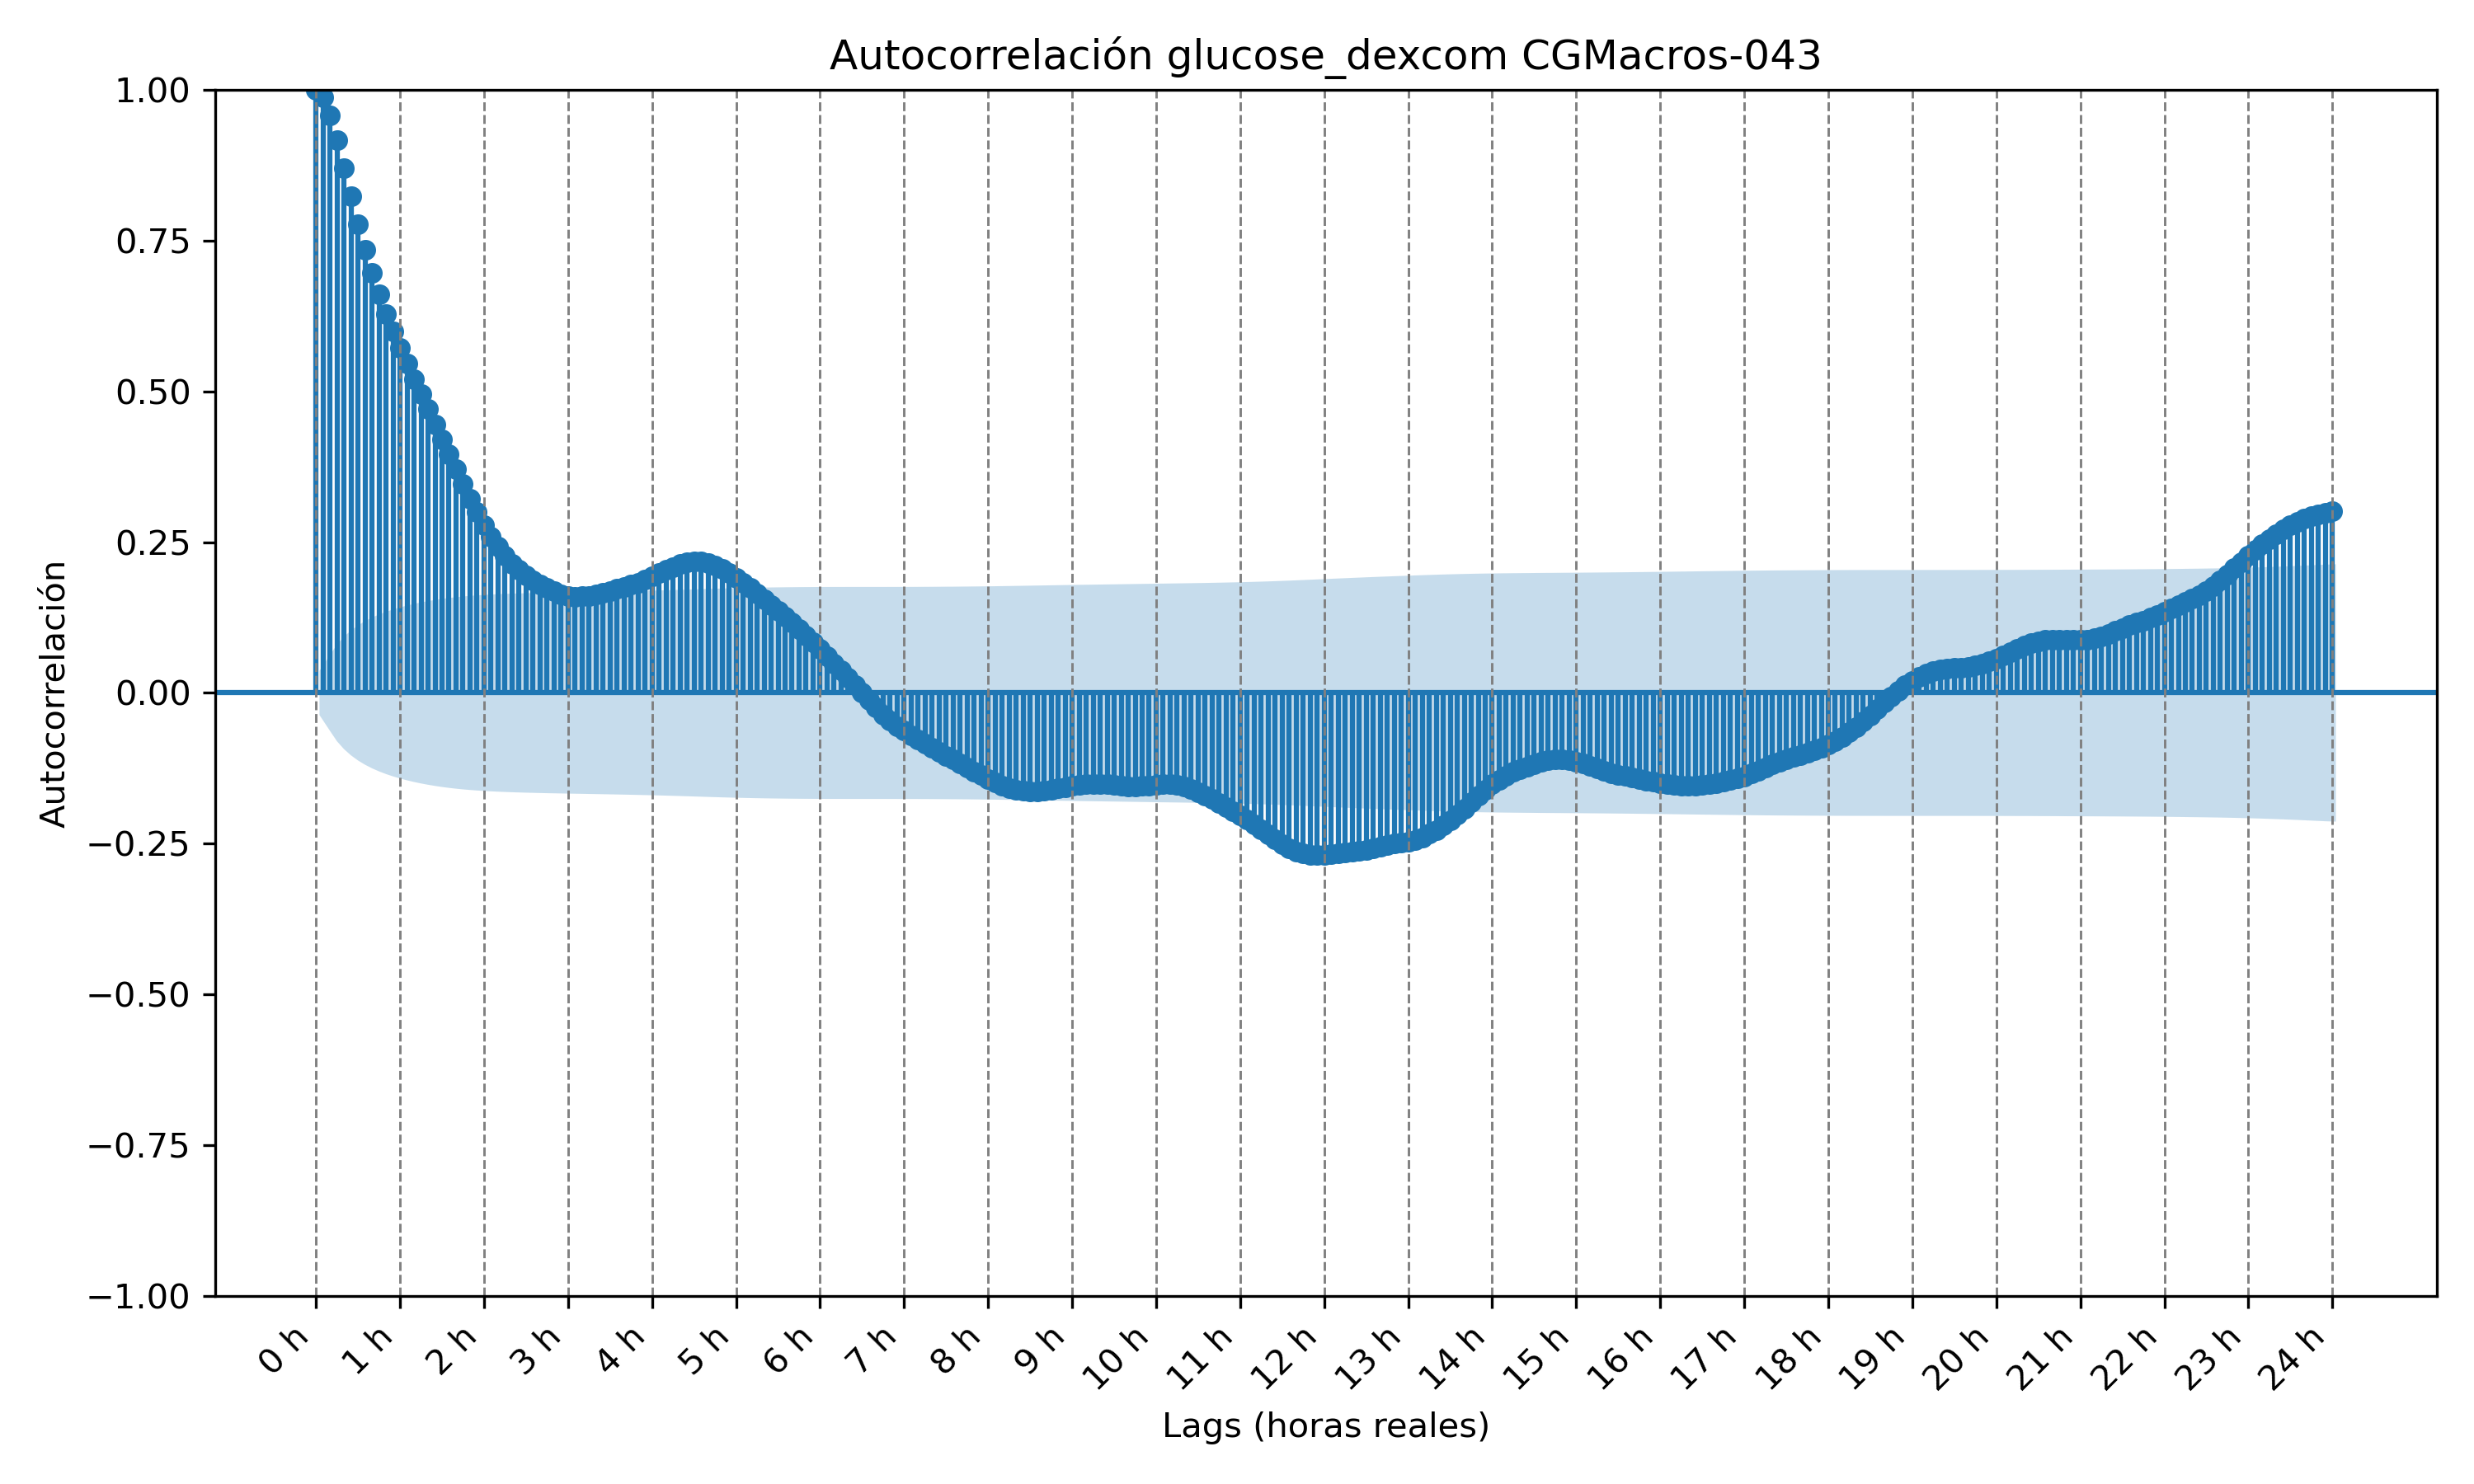 Autocorrelación glucose_dexcom CGMacros-043
1.00
0.75
0.50
0.25
0.00
−0.25
−0.50
−0.75
−1.00
Autocorrelación
0 h
1 h
2 h
3 h
4 h
5 h
6 h
7 h
8 h
9 h
10 h
11 h
12 h
13 h
14 h
15 h
16 h
17 h
18 h
19 h
20 h
21 h
22 h
23 h
24 h
Lags (horas reales)